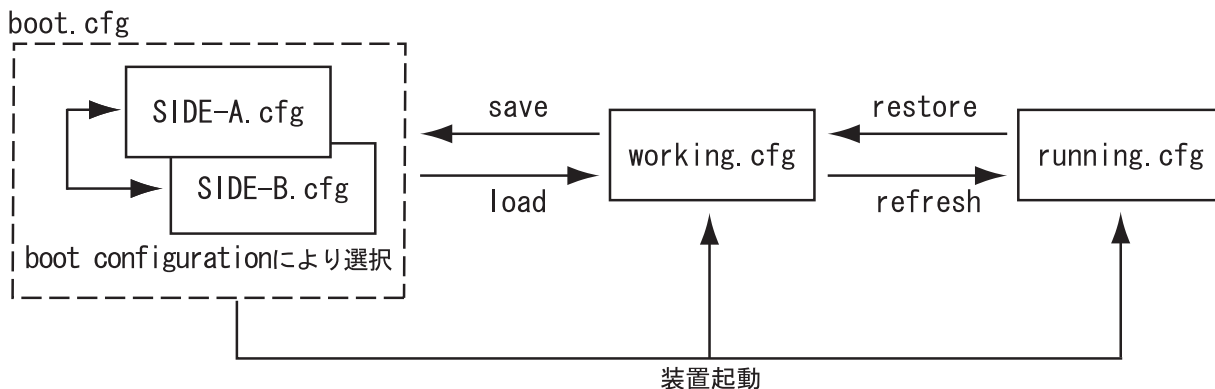 boot.cfg
SIDE-A.cfg
SIDE-B.cfg
boot configurationにより選択
save
load
working.cfg
restore
refresh
running.cfg
装置起動